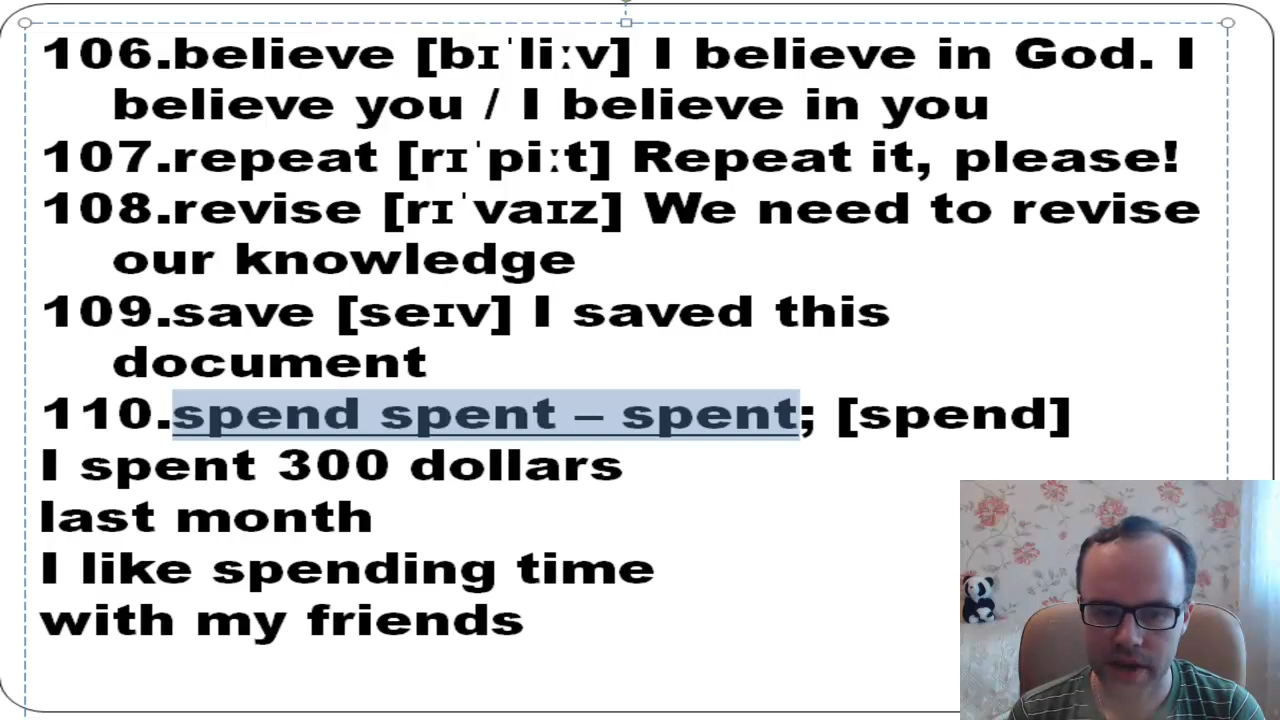 106.believe [bɪˈliːv] I believe in God. I
believe you / I believe in you
107.repeat [rɪˈpiːt] Repeat it, please!
108.revise [rɪˈvaɪz] We need to revise
our knowledge
109.save [seɪv] I saved this
document
110.spend spent – spent; [spend]
I spent 300 dollars
last month
I like spending time
with my friends